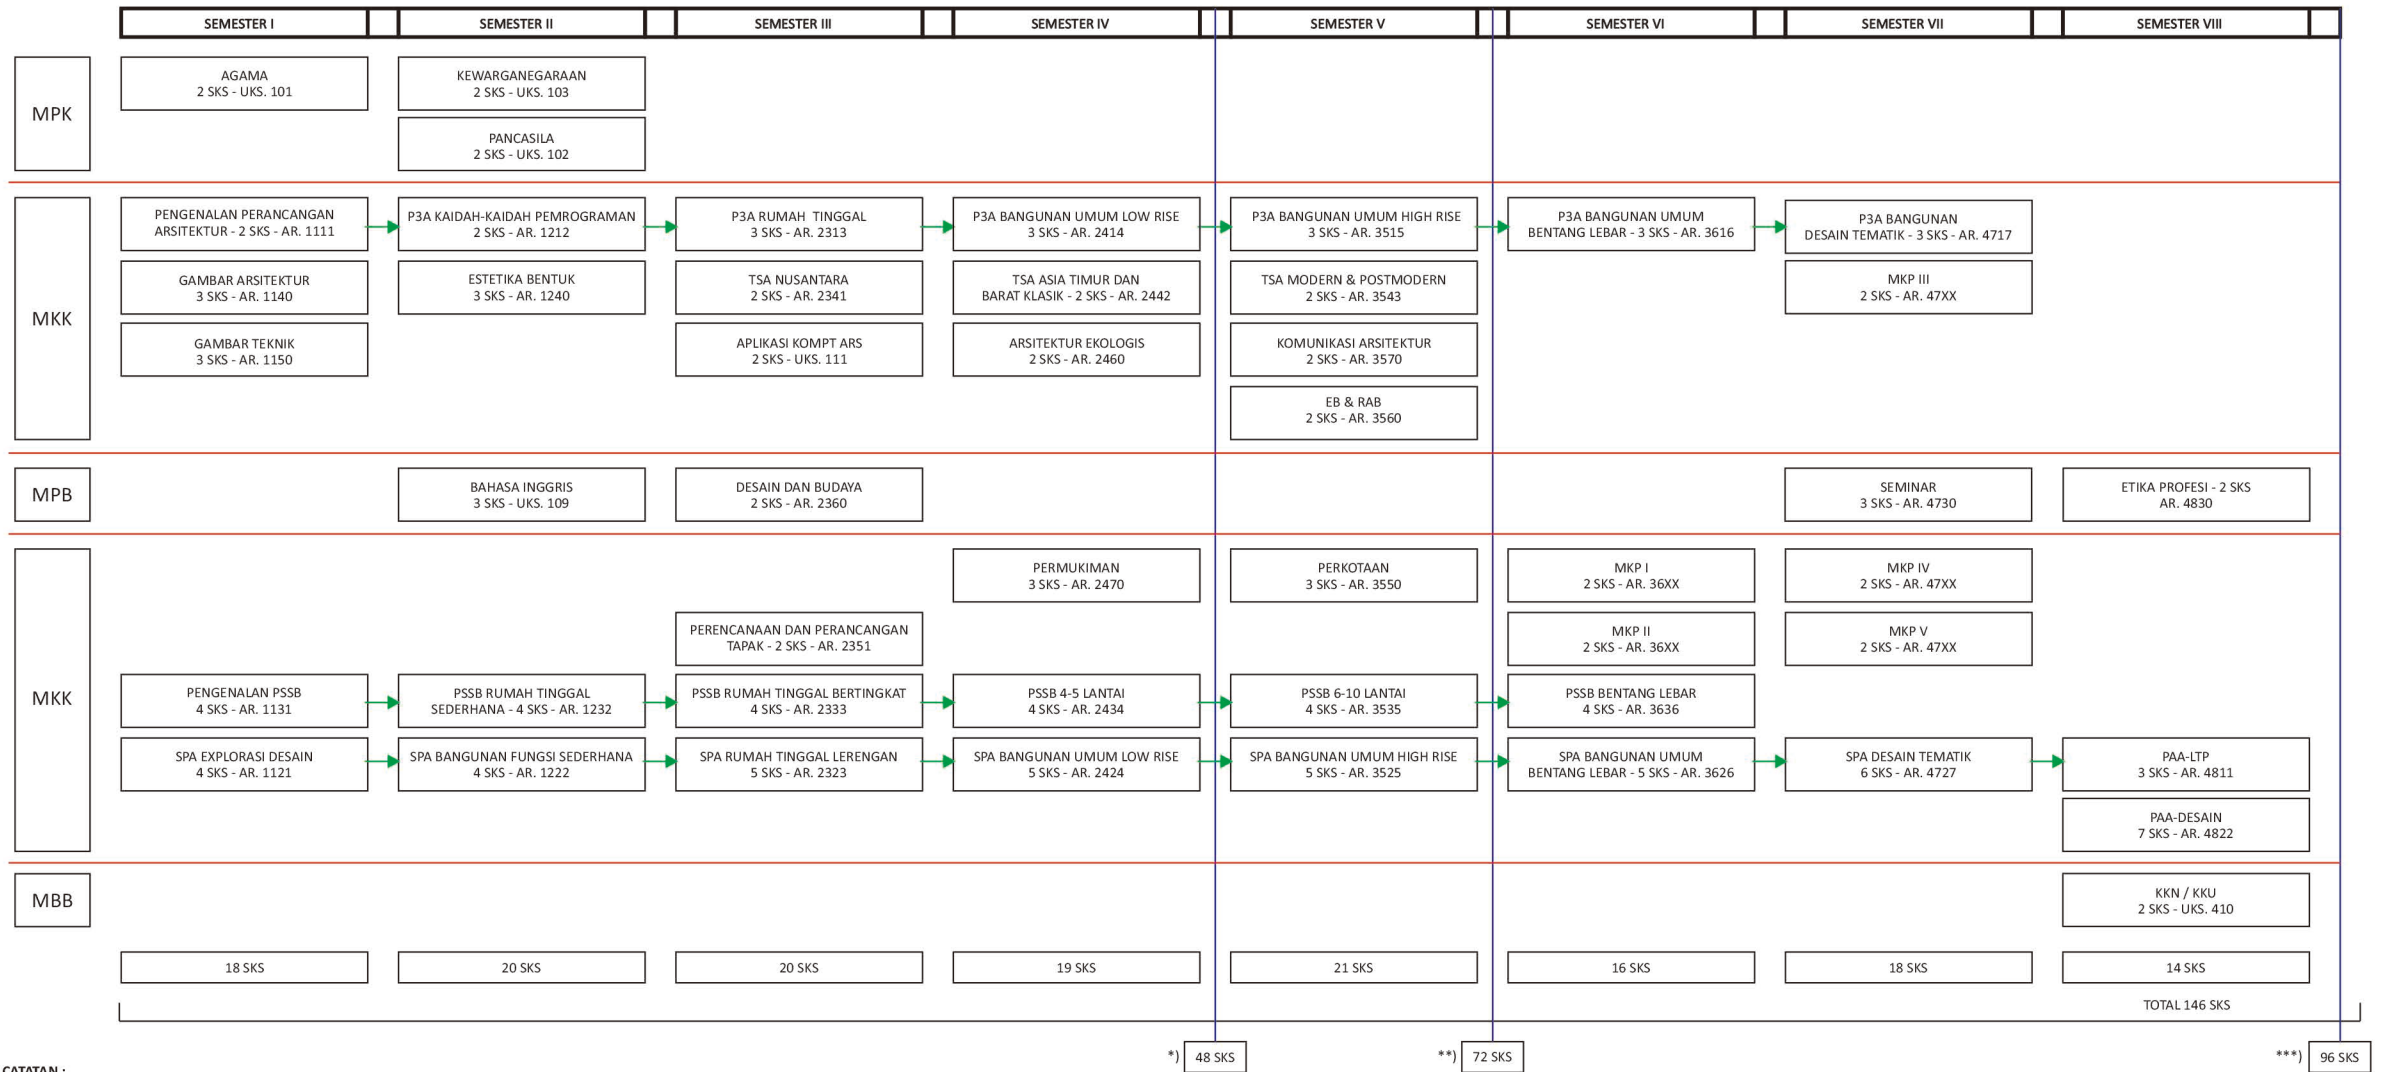 SEMESTER I
SEMESTER II
SEMESTER III
SEMESTER IV
SEMESTER V
SEMESTER VI
SEMESTER VII
SEMESTER VIII
MPK
AGAMA
2 SKS - UKS. 101
KEWARGANEGARAAN
2 SKS - UKS. 103
PANCASILA
2 SKS - UKS. 102
MKK
PENGENALAN PERANCANGAN
ARSITEKTUR - 2 SKS - AR. 1111
P3A KAIDAH-KAIDAH PEMROGRAMAN
2 SKS - AR. 1212
P3A RUMAH TINGGAL
3 SKS - AR. 2313
P3A BANGUNAN UMUM LOW RISE
3 SKS - AR. 2414
P3A BANGUNAN UMUM HIGH RISE
3 SKS - AR. 3515
P3A BANGUNAN UMUM
BENTANG LEBAR - 3 SKS - AR. 3616
P3A BANGUNAN
DESAIN TEMATIK - 3 SKS - AR. 4717
GAMBAR ARSITEKTUR
3 SKS - AR. 1140
ESTETIKA BENTUK
3 SKS - AR. 1240
TSA NUSANTARA
2 SKS - AR. 2341
TSA ASIA TIMUR DAN
BARAT KLASIK - 2 SKS - AR. 2442
TSA MODERN & POSTMODERN
2 SKS - AR. 3543
MKP III
2 SKS - AR. 47XX
GAMBAR TEKNIK
3 SKS - AR. 1150
APLIKASI KOMPT ARS
2 SKS - UKS. 111
ARSITEKTUR EKOLOGIS
2 SKS - AR. 2460
KOMUNIKASI ARSITEKTUR
2 SKS - AR. 3570
EB & RAB
2 SKS - AR. 3560
MPB
BAHASA INGGRIS
3 SKS - UKS. 109
DESAIN DAN BUDAYA
2 SKS - AR. 2360
SEMINAR
3 SKS - AR. 4730
ETIKA PROFESI - 2 SKS
AR. 4830
MKK
PERMUKIMAN
3 SKS - AR. 2470
PERKOTAAN
3 SKS - AR. 3550
MKP I
2 SKS - AR. 36XX
MKP IV
2 SKS - AR. 47XX
PERENCANAAN DAN PERANCANGAN
TAPAK - 2 SKS - AR. 2351
MKP II
2 SKS - AR. 36XX
MKP V
2 SKS - AR. 47XX
PENGENALAN PSSB
4 SKS - AR. 1131
PSSB RUMAH TINGGAL
SEDERHANA - 4 SKS - AR. 1232
PSSB RUMAH TINGGAL BERTINGKAT
4 SKS - AR. 2333
PSSB 4-5 LANTAI
4 SKS - AR. 2434
PSSB 6-10 LANTAI
4 SKS - AR. 3535
PSSB BENTANG LEBAR
4 SKS - AR. 3636
SPA EXPLORASI DESAIN
4 SKS - AR. 1121
SPA BANGUNAN FUNGSI SEDERHANA
4 SKS - AR. 1222
SPA RUMAH TINGGAL LERENGAN
5 SKS - AR. 2323
SPA BANGUNAN UMUM LOW RISE
5 SKS - AR. 2424
SPA BANGUNAN UMUM HIGH RISE
5 SKS - AR. 3525
SPA BANGUNAN UMUM
BENTANG LEBAR - 5 SKS - AR. 3626
SPA DESAIN TEMATIK
6 SKS - AR. 4727
PAA-LTP
3 SKS - AR. 4811
PAA-DESAIN
7 SKS - AR. 4822
MBB
KKN / KKU
2 SKS - UKS. 410
18 SKS
20 SKS
20 SKS
19 SKS
21 SKS
16 SKS
18 SKS
14 SKS
TOTAL 146 SKS
*) 48 SKS
**) 72 SKS
***) 96 SKS
CATATAN :